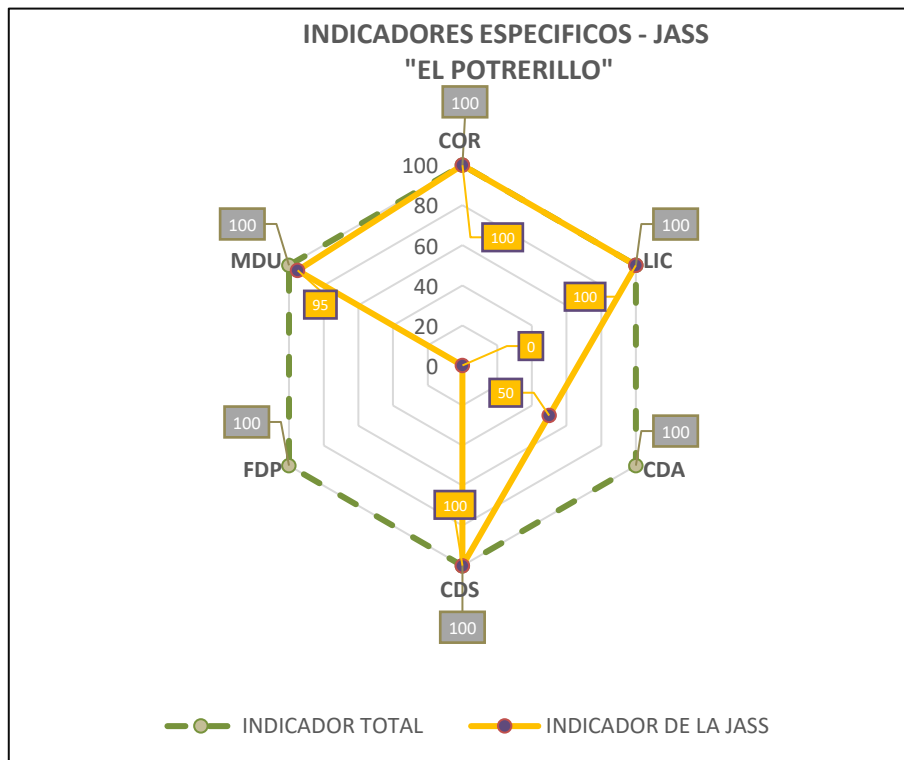 INDICADORES ESPECIFICOS - JASS
"EL POTRERILLO"
100
COR
100
80
60
40
20
0
100
100
LIC
100
0
50
100
CDA
100
CDS
100
100
FDP
100
MDU
95
INDICADOR TOTAL
INDICADOR DE LA JASS